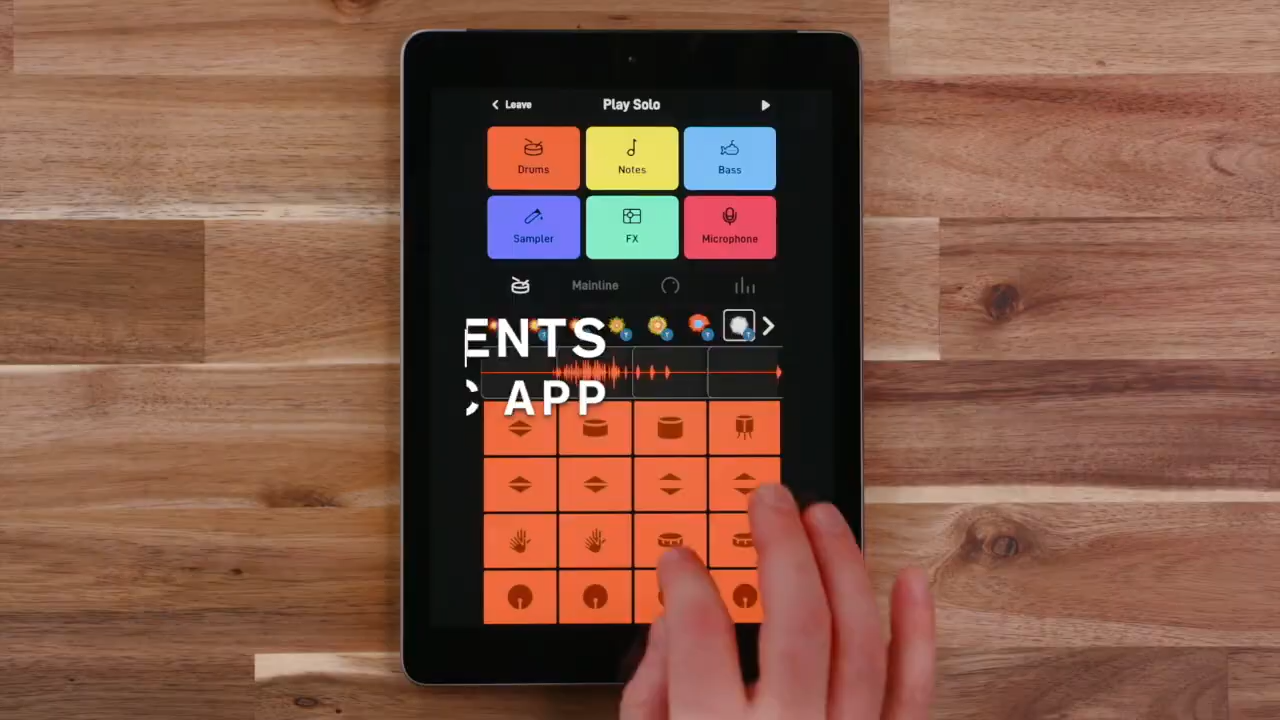 Leave
Play Solo
Drums
Notes
Bass
Sampler
FX
Microphone
Mainline
ENTS
APP